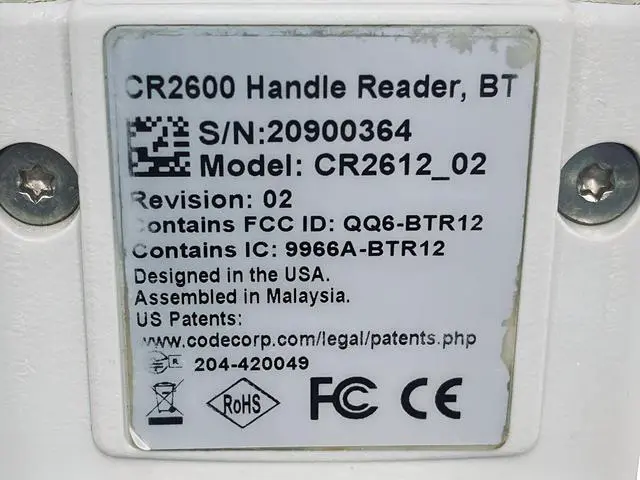 CR2600 Handle Reader, BT
S/N:20900364
Model: CR2612_02
Revision: 02
Contains FCC ID: QQ6-BTR12
Contains IC: 9966A-BTR12
Designed in the USA.
Assembled in Malaysia.
US Patents:
www.codecorp.com/legal/patents.php
R 204-420049
RoHS FC CE